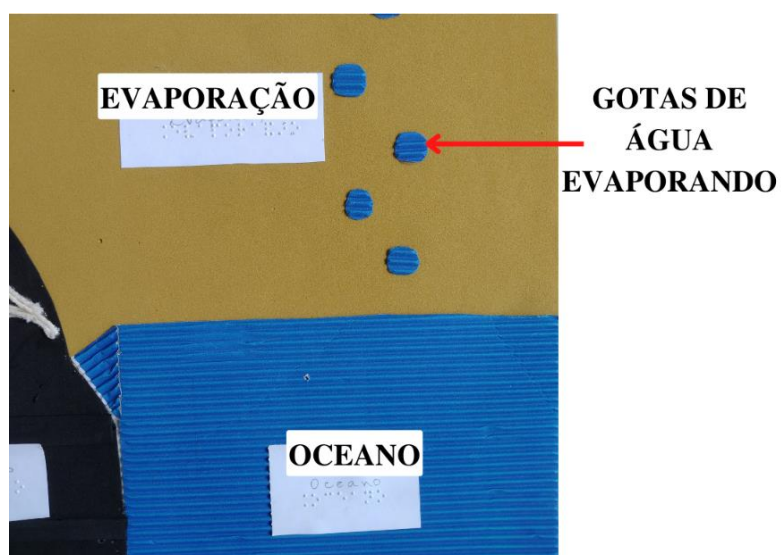 EVAPORAÇÃO
GOTAS DE
ÁGUA
EVAPORANDO
OCEANO
Oceano